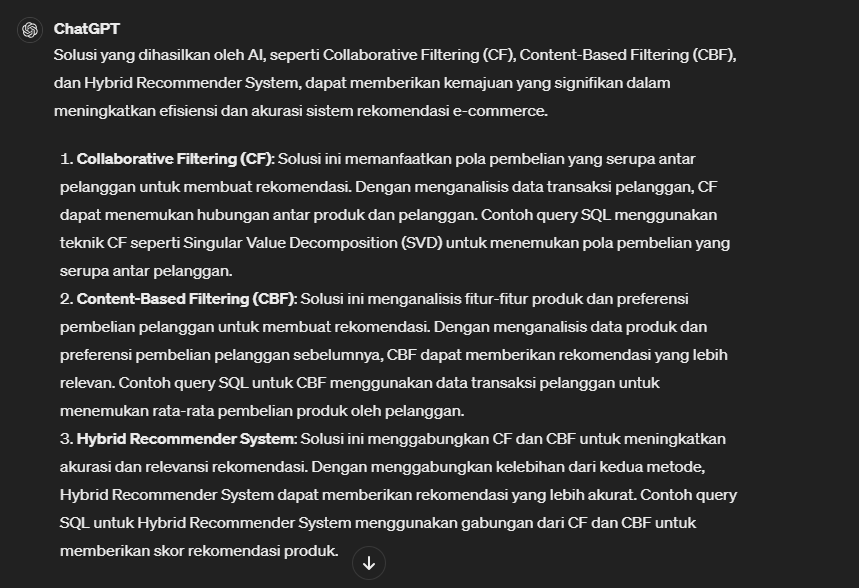 ChatGPT
Solusi yang dihasilkan oleh AI, seperti Collaborative Filtering (CF), Content-Based Filtering (CBF),
dan Hybrid Recommender System, dapat memberikan kemajuan yang signifikan dalam
meningkatkan efisiensi dan akurasi sistem rekomendasi e-commerce.
1. Collaborative Filtering (CF): Solusi ini memanfaatkan pola pembelian yang serupa antar
pelanggan untuk membuat rekomendasi. Dengan menganalisis data transaksi pelanggan, CF
dapat menemukan hubungan antar produk dan pelanggan. Contoh query SQL menggunakan
teknik CF seperti Singular Value Decomposition (SVD) untuk menemukan pola pembelian yang
serupa antar pelanggan.
2. Content-Based Filtering (CBF): Solusi ini menganalisis fitur-fitur produk dan preferensi
pembelian pelanggan untuk membuat rekomendasi. Dengan menganalisis data produk dan
preferensi pembelian pelanggan sebelumnya, CBF dapat memberikan rekomendasi yang lebih
relevan. Contoh query SQL untuk CBF menggunakan data transaksi pelanggan untuk
menemukan rata-rata pembelian produk oleh pelanggan.
3. Hybrid Recommender System: Solusi ini menggabungkan CF dan CBF untuk meningkatkan
akurasi dan relevansi rekomendasi. Dengan menggabungkan kelebihan dari kedua metode,
Hybrid Recommender System dapat memberikan rekomendasi yang lebih akurat. Contoh query
SQL untuk Hybrid Recommender System menggunakan gabungan dari CF dan CBF untuk
memberikan skor rekomendasi produk.